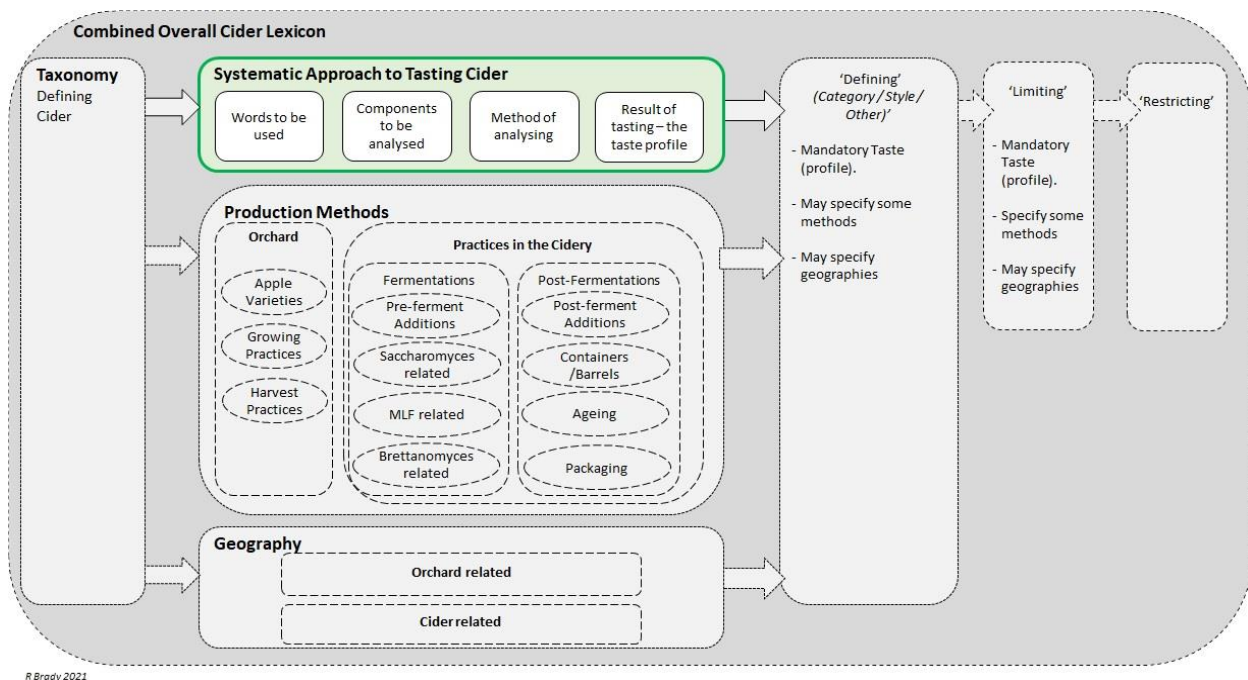 Combined Overall Cider Lexicon
Taxonomy
Defining
Cider
Systematic Approach to Tasting Cider
Words to be
used
Components
to be
analysed
Method of
analysing
Result of
tasting – the
taste profile
Production Methods
Orchard
Apple
Varieties
Growing
Practices
Harvest
Practices
Practices in the Cidery
Fermentations
Pre-ferment
Additions
Saccharomyces
related
MLF related
Brettanomyces
related
Post-Fermentations
Post-ferment
Additions
Containers
/Barrels
Ageing
Packaging
Geography
Orchard related
Cider related
‘Defining’
(Category / Style /
Other)’
- Mandatory Taste
(profile).
- May specify some
methods
- May specify
geographies
‘Limiting’
- Mandatory
Taste
(profile).
- Specify some
methods
- May specify
geographies
‘Restricting’
R Brady 2021